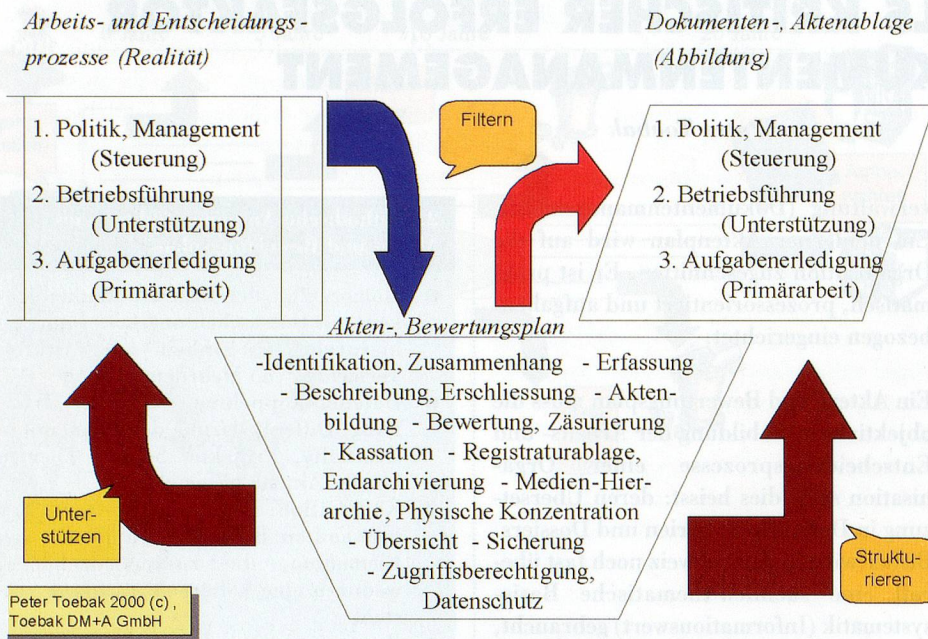 Arbeits- und Entscheidungs-
prozesse (Realität)
Dokumenten-, Aktenablage
(Abbildung)
1. Politik, Management
(Steuerung)
2. Betriebsführung
(Unterstützung)
3. Aufgabenerledigung
(Primärarbeit)
Filtern
1. Politik, Management
(Steuerung)
2. Betriebsführung
(Unterstützung)
3. Aufgabenerledigung
(Primärarbeit)
Akten-, Bewertungsplan
-Identifikation, Zusammenhang - Erfassung
- Beschreibung, Erschliessung - Akten-
bildung - Bewertung, Zäsurierung
- Kassation - Registraturablage,
Endarchivierung - Medien-Hier-
archie, Physische Konzentration
- Übersicht - Sicherung
- Zugriffsberechtigung,
Datenschutz
Unter-
stützen
Struktu-
rieren
Peter Toebak 2000 (c),
Toebak DM+A GmbH